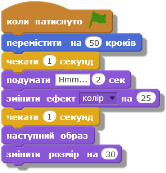 коли натиснуто
перемістити на 50 кроків
чекати 1 секунд
подумати Hmm... 2 сек
змінити ефект колір на 25
чекати 1 секунд
наступний образ
змінити розмір на 30